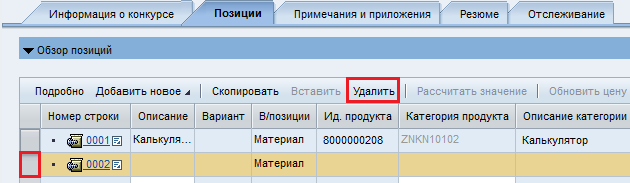 Информация о конкурсе Позиции Примечания и приложения Резюме Отслеживание
Обзор позиций
Подробно Добавить новое Скопировать Вставить Удалить Рассчитать значение Обновить цену
Номер строки Описание Вариант В/позиции Ид. продукта Категория продукта Описание категории
0001 Калькуля... Материал 8000000208 ZNKN10102 Калькулятор
0002 Материал